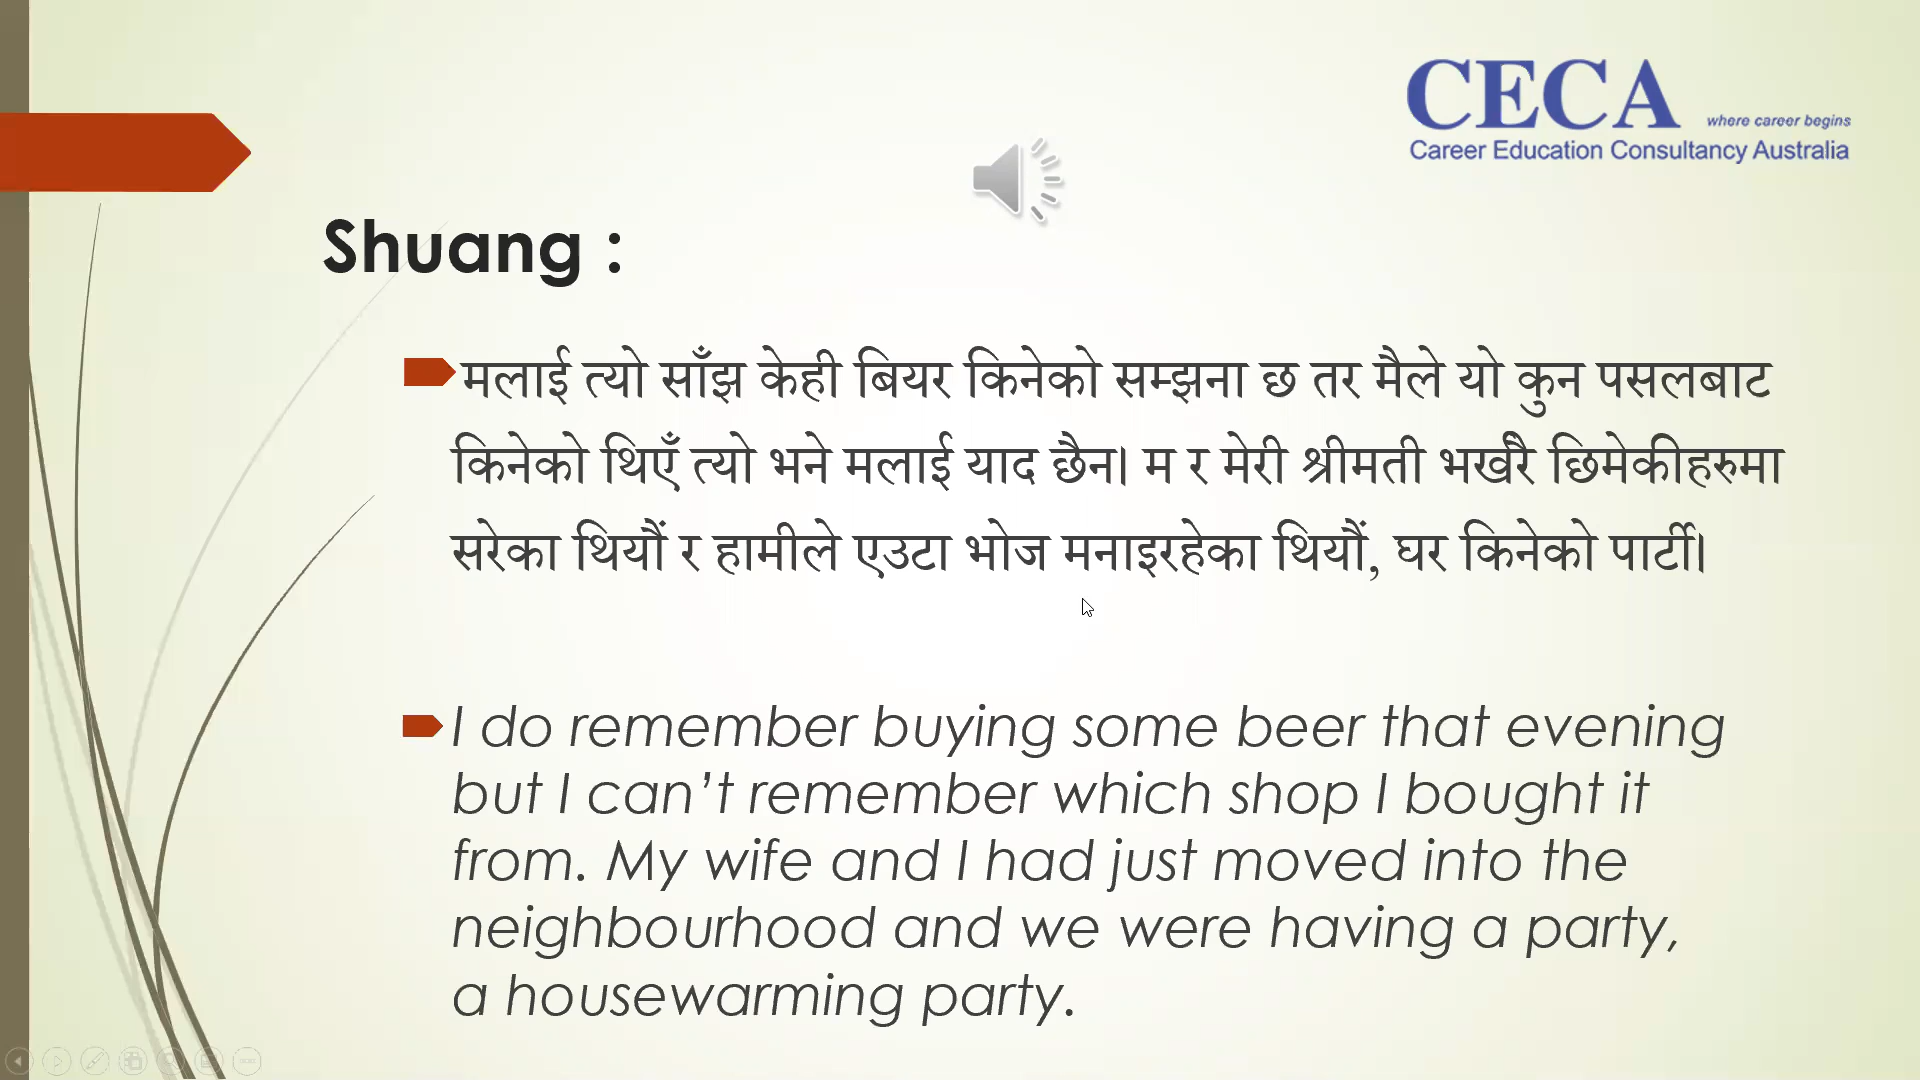 CECA where career begins
Career Education Consultancy Australia
Shuang :
मलाई त्यो साँझ केही बियर किनेको सम्झना छ तर मैले यो कुन पसलबाट
किनेको थिएँ त्यो भने मलाई याद छैन। म र मेरी श्रीमती भर्खरै छिमेकीहरुमा
सरेका थियौं र हामीले एउटा भोज मनाइरहेका थियौं, घर किनेको पार्टी।
I do remember buying some beer that evening
but I can’t remember which shop I bought it
from. My wife and I had just moved into the
neighbourhood and we were having a party,
a housewarming party.